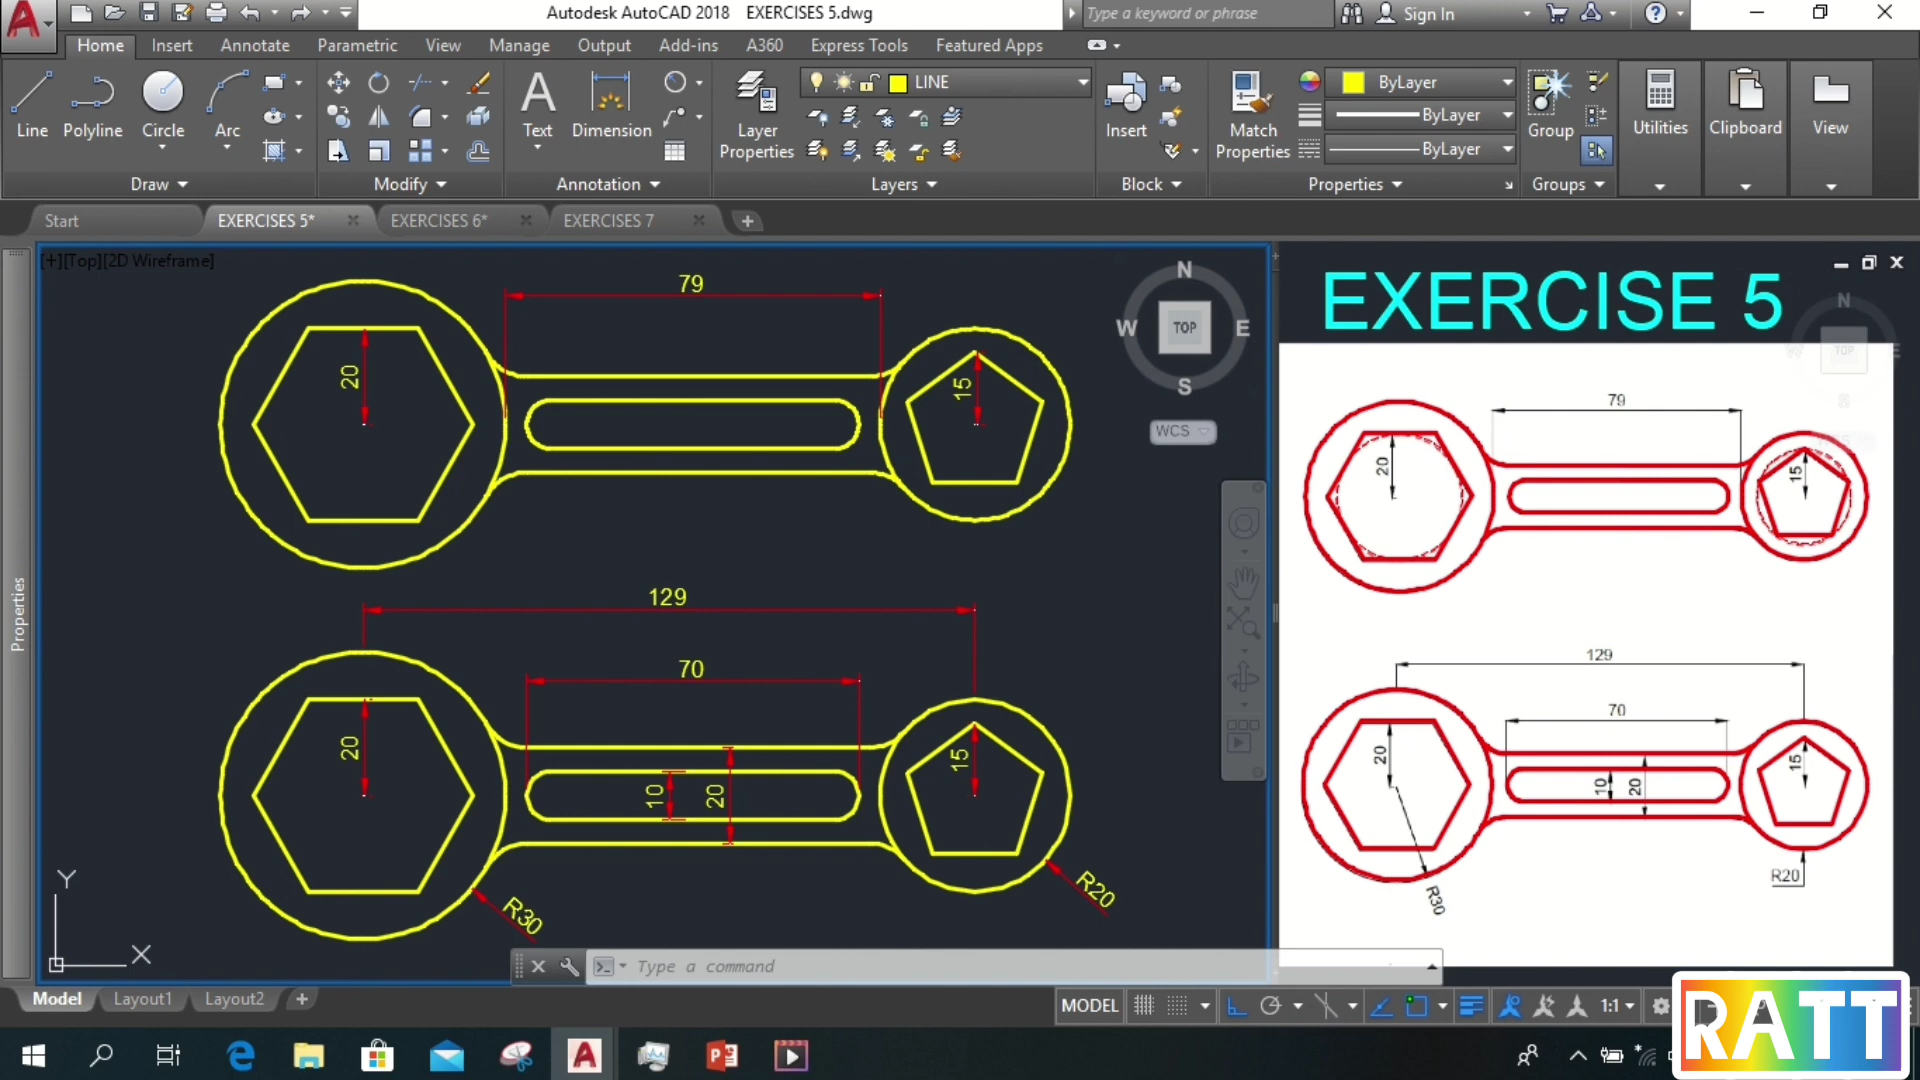 Autodesk AutoCAD 2018 EXERCISES 5.dwg
Type a keyword or phrase
Sign In
Home Insert Annotate Parametric View Manage Output Add-ins A360 Express Tools Featured Apps
LINE
ByLayer
ByLayer
ByLayer
Line Polyline Circle Arc
Text Dimension
Layer Properties
Insert
Match Properties
Group
Utilities Clipboard View
Draw Modify Annotation Layers Block Properties Groups
Start EXERCISES 5* EXERCISES 6* EXERCISES 7
[+][Top][2D Wireframe]
Properties
79
20
15
129
70
20
10
20
15
R30
R20
Y
X
N
W TOP E
S
WCS
EXERCISE 5
N
W TOP E
S
79
20
15
129
70
20
10
20
15
R30
R20
Type a command
Model Layout1 Layout2
MODEL
1:1
RATT